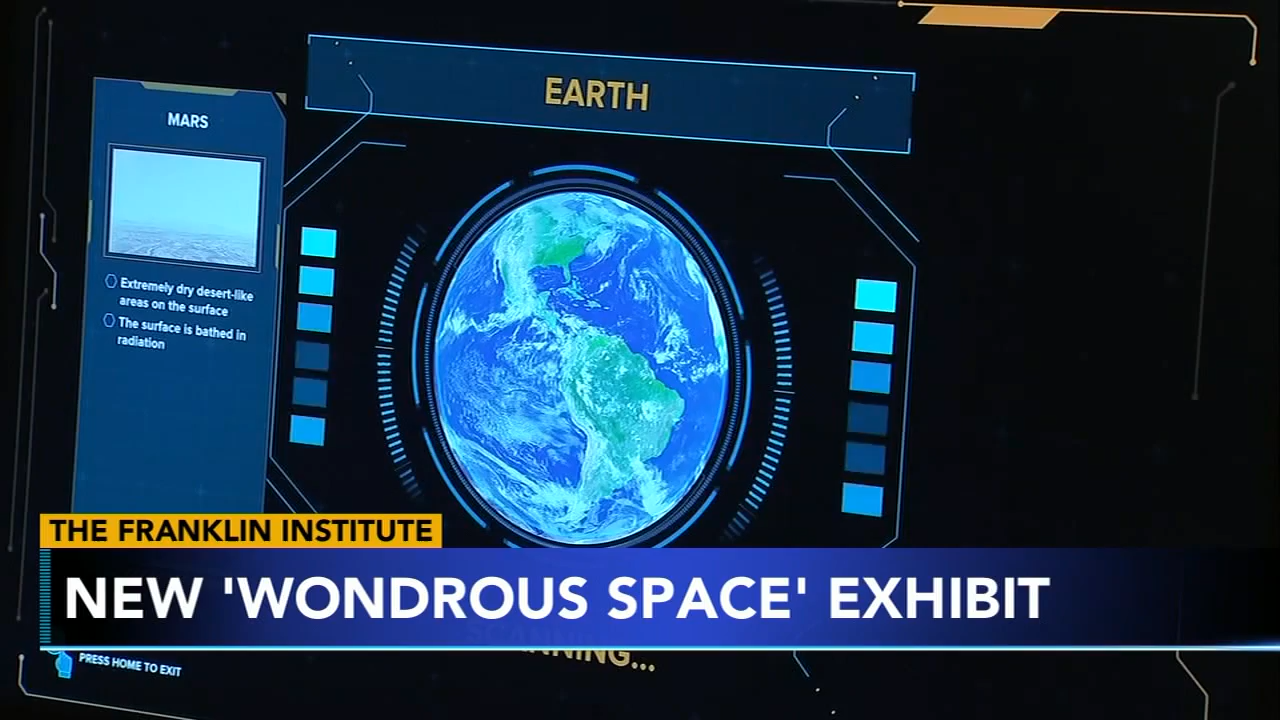 EARTH
MARS
Extremely dry desert-like
areas on the surface
The surface is bathed in
radiation
THE FRANKLIN INSTITUTE
NEW 'WONDROUS SPACE' EXHIBIT
PRESS HOME TO EXIT